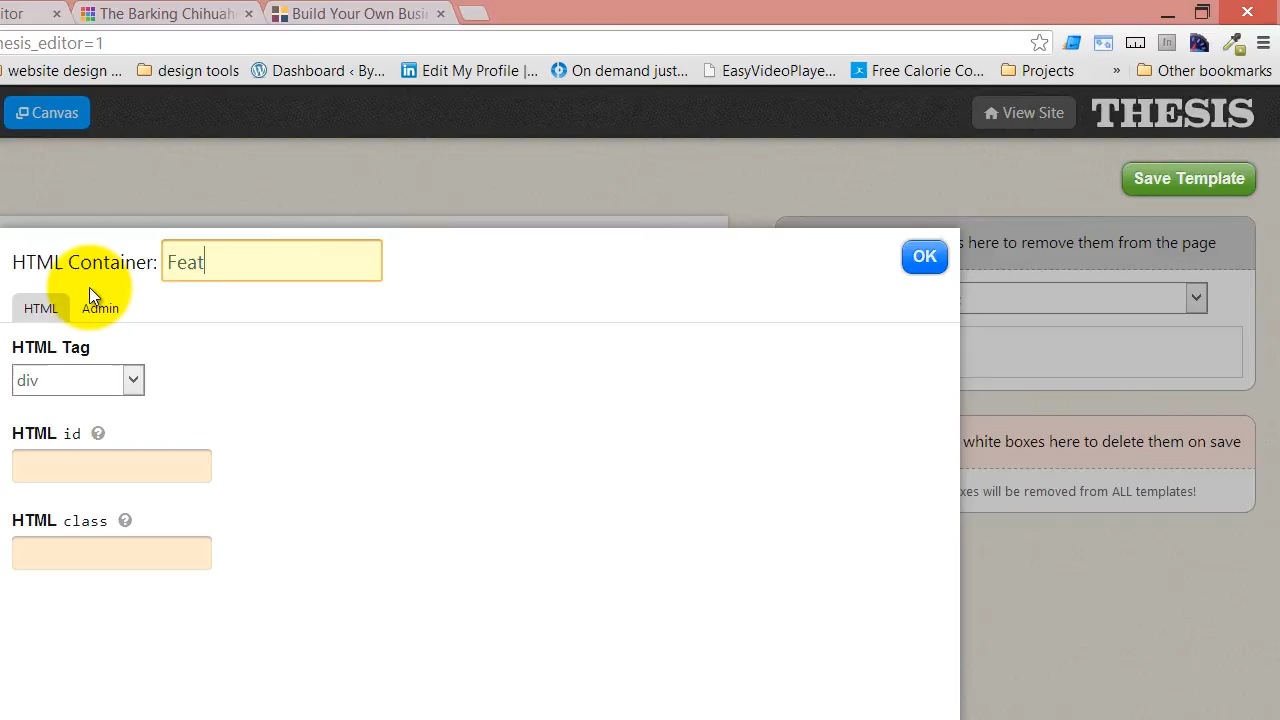 itor × The Barking Chihuah × Build Your Own Busi ×
hesis_editor=1
website design ... design tools Dashboard ‹ By... Edit My Profile |... On demand just... EasyVideoPlaye... Free Calorie Co... Projects » Other bookmarks
Canvas View Site THESIS
Save Template
s here to remove them from the page
HTML Container: Feat OK
HTML Admin
HTML Tag
div
HTML id ?
white boxes here to delete them on save
xes will be removed from ALL templates!
HTML class ?